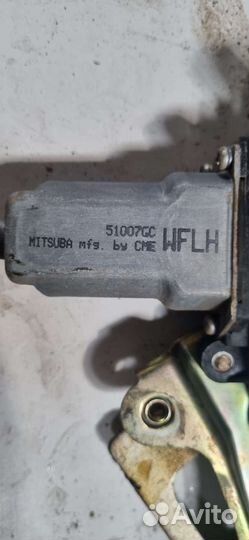 51007GC
MITSUBA mfg. by CME WFLH
Avito